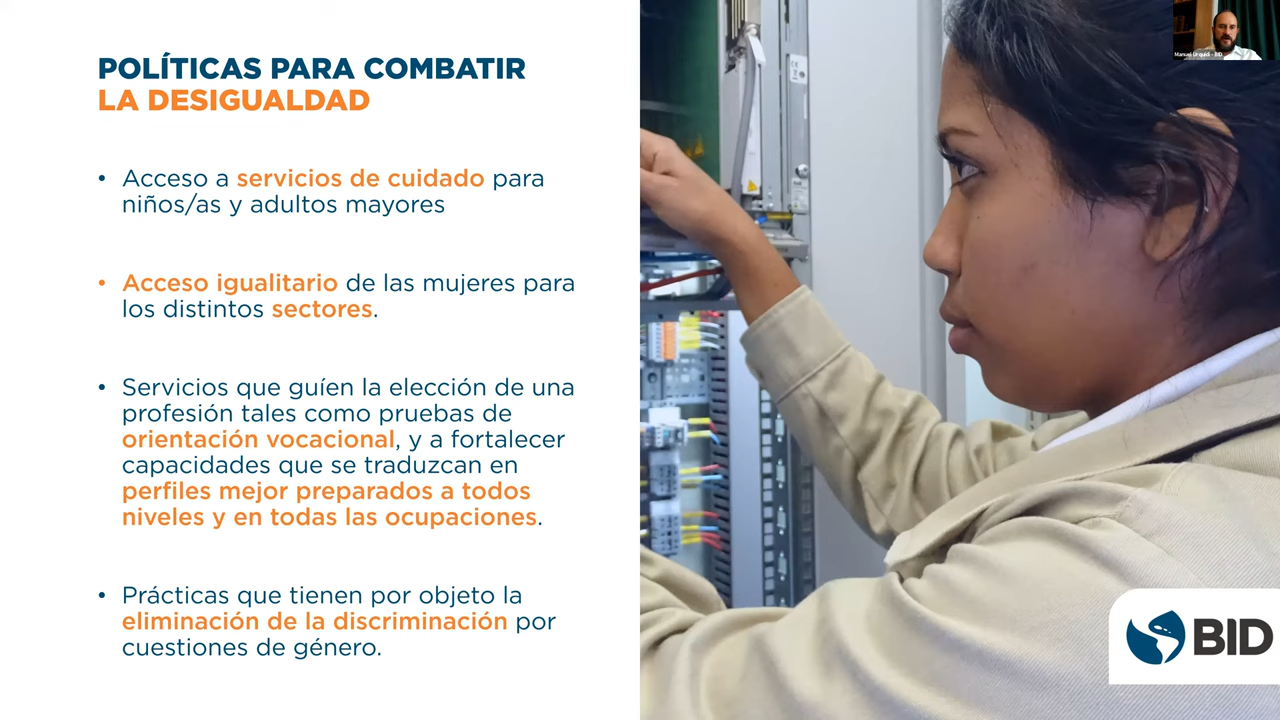 POLÍTICAS PARA COMBATIR
LA DESIGUALDAD
• Acceso a servicios de cuidado para
niños/as y adultos mayores
• Acceso igualitario de las mujeres para
los distintos sectores.
• Servicios que guíen la elección de una
profesión tales como pruebas de
orientación vocacional, y a fortalecer
capacidades que se traduzcan en
perfiles mejor preparados a todos
niveles y en todas las ocupaciones.
• Prácticas que tienen por objeto la
eliminación de la discriminación por
cuestiones de género.
Manuel Urquidi - BID
BID